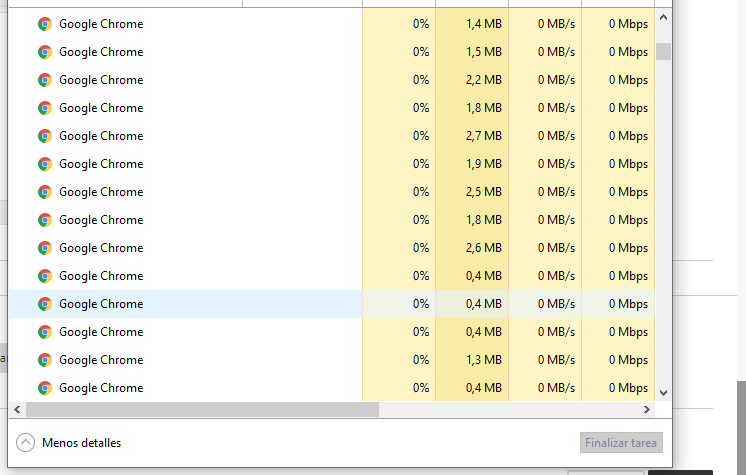 Google Chrome 0% 1,4 MB 0 MB/s 0 Mbps
Google Chrome 0% 1,5 MB 0 MB/s 0 Mbps
Google Chrome 0% 2,2 MB 0 MB/s 0 Mbps
Google Chrome 0% 1,8 MB 0 MB/s 0 Mbps
Google Chrome 0% 2,7 MB 0 MB/s 0 Mbps
Google Chrome 0% 1,9 MB 0 MB/s 0 Mbps
Google Chrome 0% 2,5 MB 0 MB/s 0 Mbps
Google Chrome 0% 1,8 MB 0 MB/s 0 Mbps
Google Chrome 0% 2,6 MB 0 MB/s 0 Mbps
Google Chrome 0% 0,4 MB 0 MB/s 0 Mbps
Google Chrome 0% 0,4 MB 0 MB/s 0 Mbps
Google Chrome 0% 0,4 MB 0 MB/s 0 Mbps
Google Chrome 0% 1,3 MB 0 MB/s 0 Mbps
Google Chrome 0% 0,4 MB 0 MB/s 0 Mbps
Menos detalles Finalizar tarea